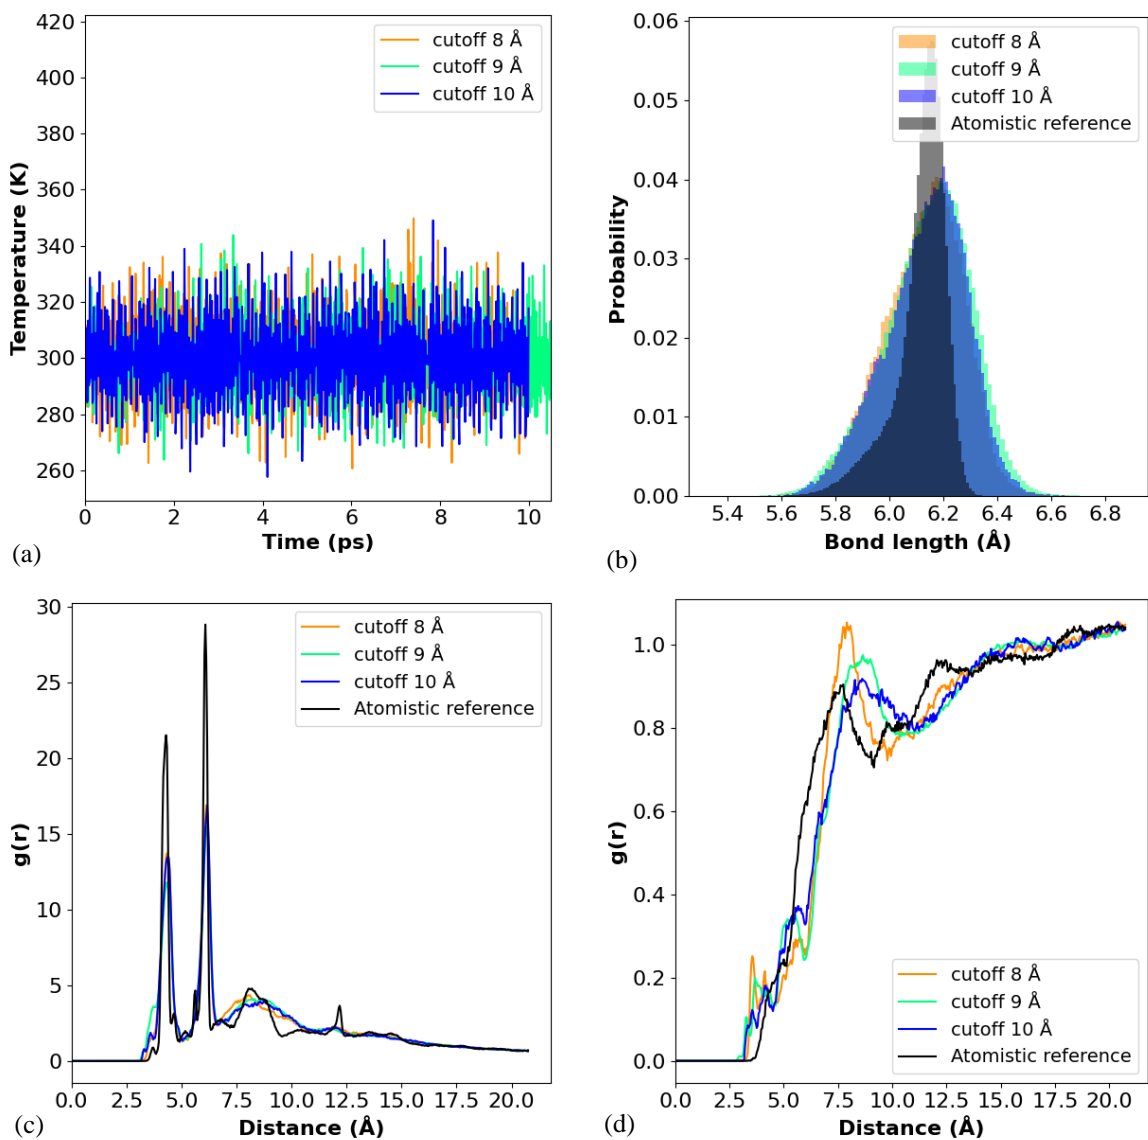 420
400
380
360
340
320
300
280
260
Temperature (K)
cutoff 8 Å
cutoff 9 Å
cutoff 10 Å
0 2 4 6 8 10
Time (ps)
(a)
0.06
0.05
0.04
0.03
0.02
0.01
0.00
Probability
cutoff 8 Å
cutoff 9 Å
cutoff 10 Å
Atomistic reference
5.4 5.6 5.8 6.0 6.2 6.4 6.6 6.8
Bond length (Å)
(b)
30
25
20
15
10
5
0
g(r)
cutoff 8 Å
cutoff 9 Å
cutoff 10 Å
Atomistic reference
0.0 2.5 5.0 7.5 10.0 12.5 15.0 17.5 20.0
Distance (Å)
(c)
1.0
0.8
0.6
0.4
0.2
0.0
g(r)
cutoff 8 Å
cutoff 9 Å
cutoff 10 Å
Atomistic reference
0.0 2.5 5.0 7.5 10.0 12.5 15.0 17.5 20.0
Distance (Å)
(d)